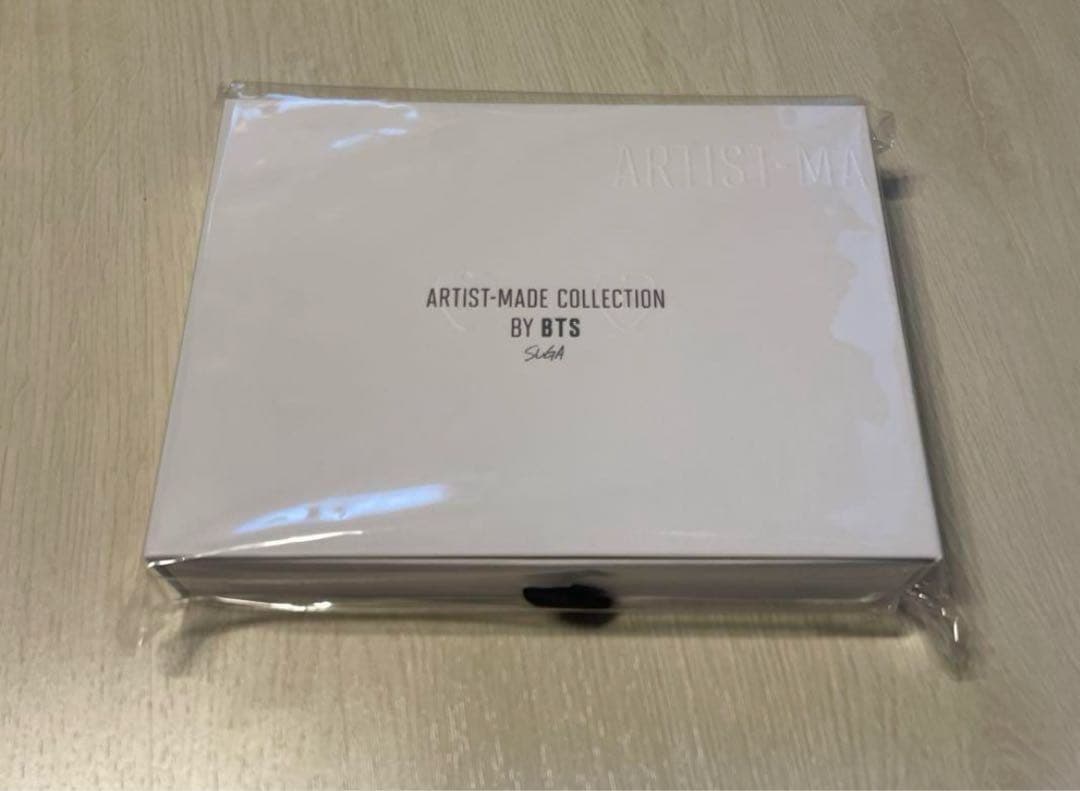 ARTIST-MA
ARTIST-MADE COLLECTION
BY BTS
SUGA